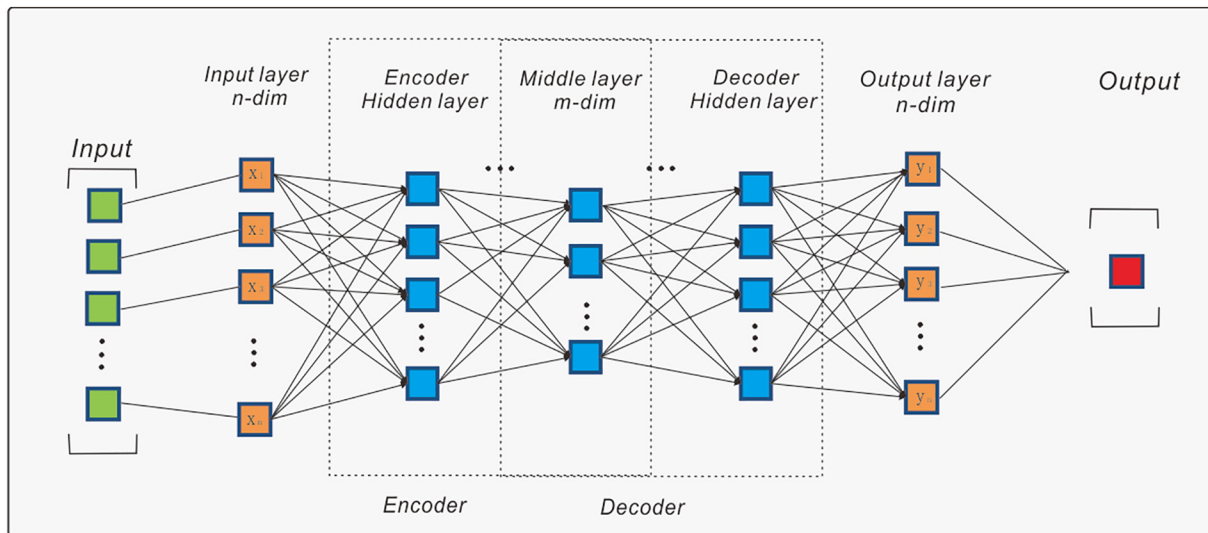 Input layer
n-dim
Encoder
Hidden layer
Middle layer
m-dim
Decoder
Hidden layer
Output layer
n-dim
Output
Input
x1
x2
x3
xn
y1
y2
y3
yn
Encoder
Decoder